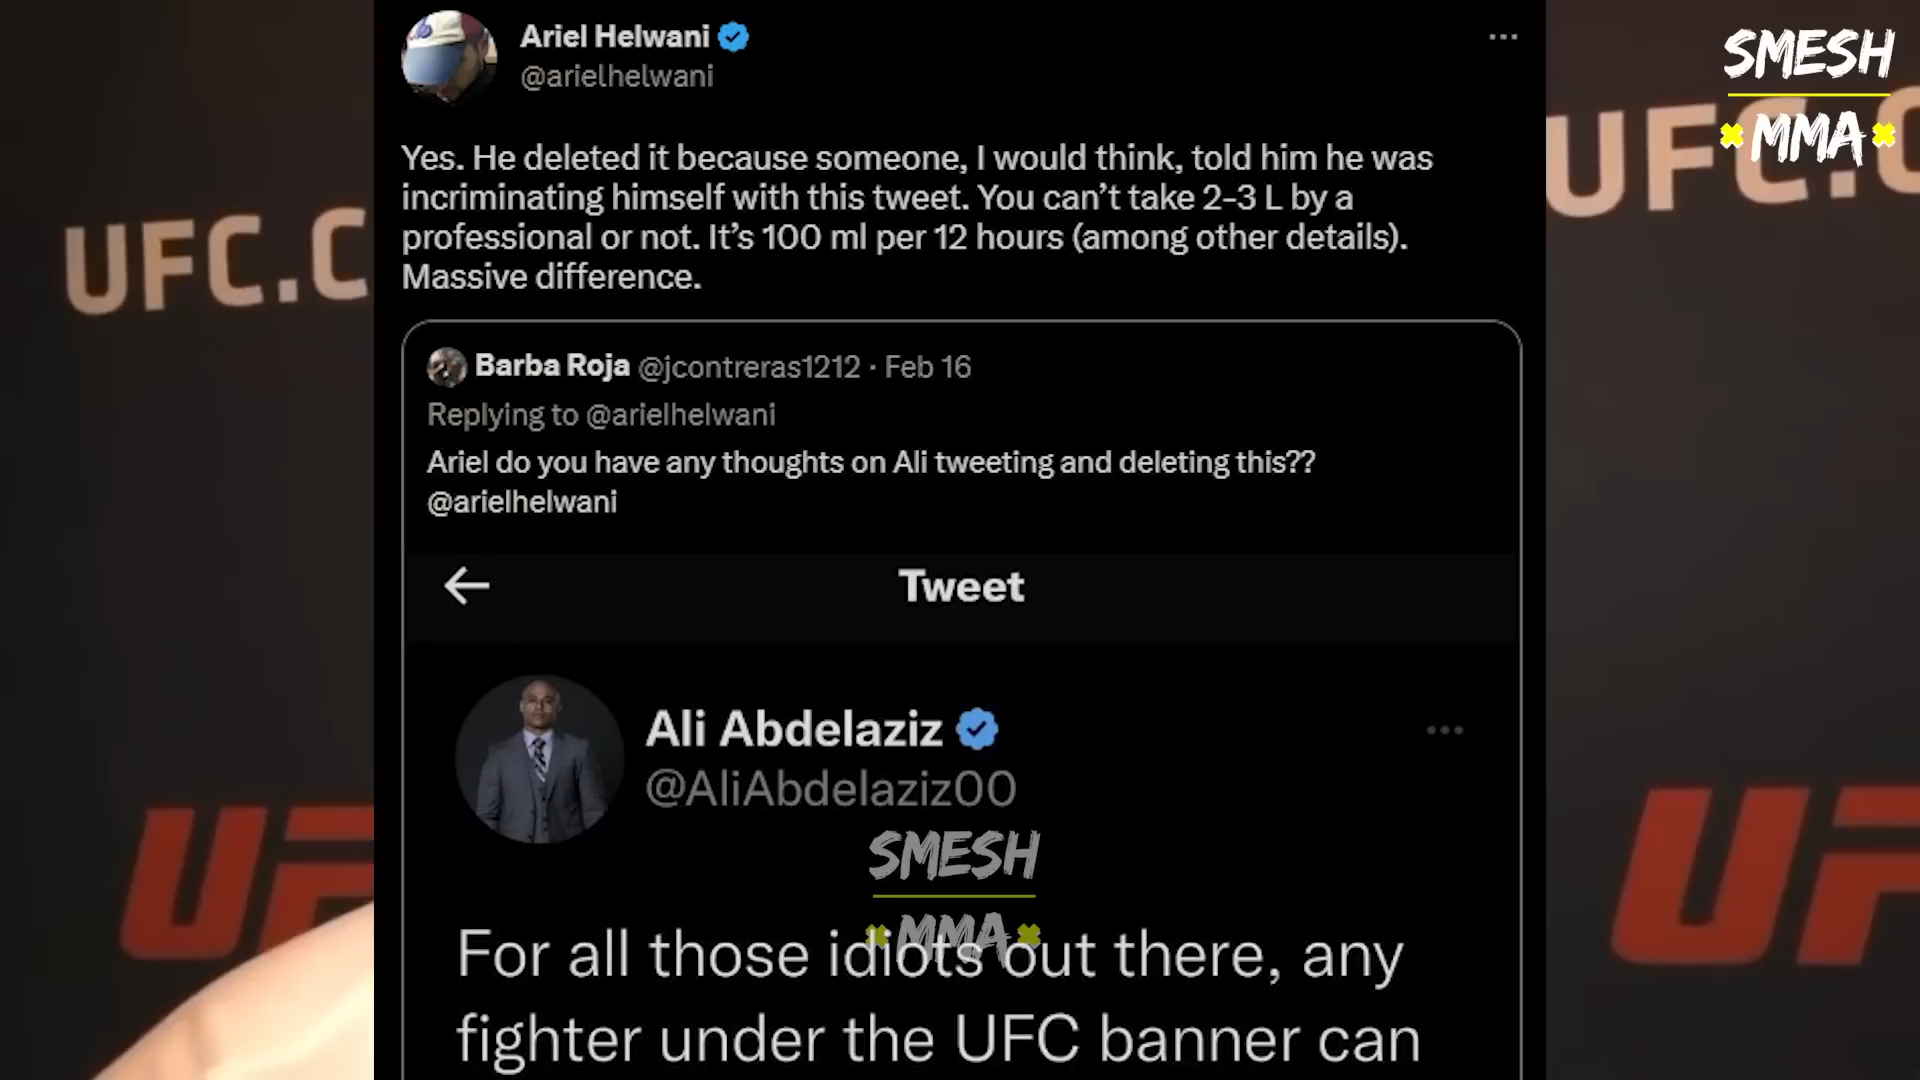 Ariel Helwani
@arielhelwani
SMESH
MMA
UFC.C
UFC.C
Yes. He deleted it because someone, I would think, told him he was
incriminating himself with this tweet. You can’t take 2-3 L by a
professional or not. It’s 100 ml per 12 hours (among other details).
Massive difference.
Barba Roja @jcontreras1212 · Feb 16
Replying to @arielhelwani
Ariel do you have any thoughts on Ali tweeting and deleting this??
@arielhelwani
Tweet
Ali Abdelaziz
@AliAbdelaziz00
SMESH
MMA
For all those idiots out there, any
fighter under the UFC banner can
UF
UF